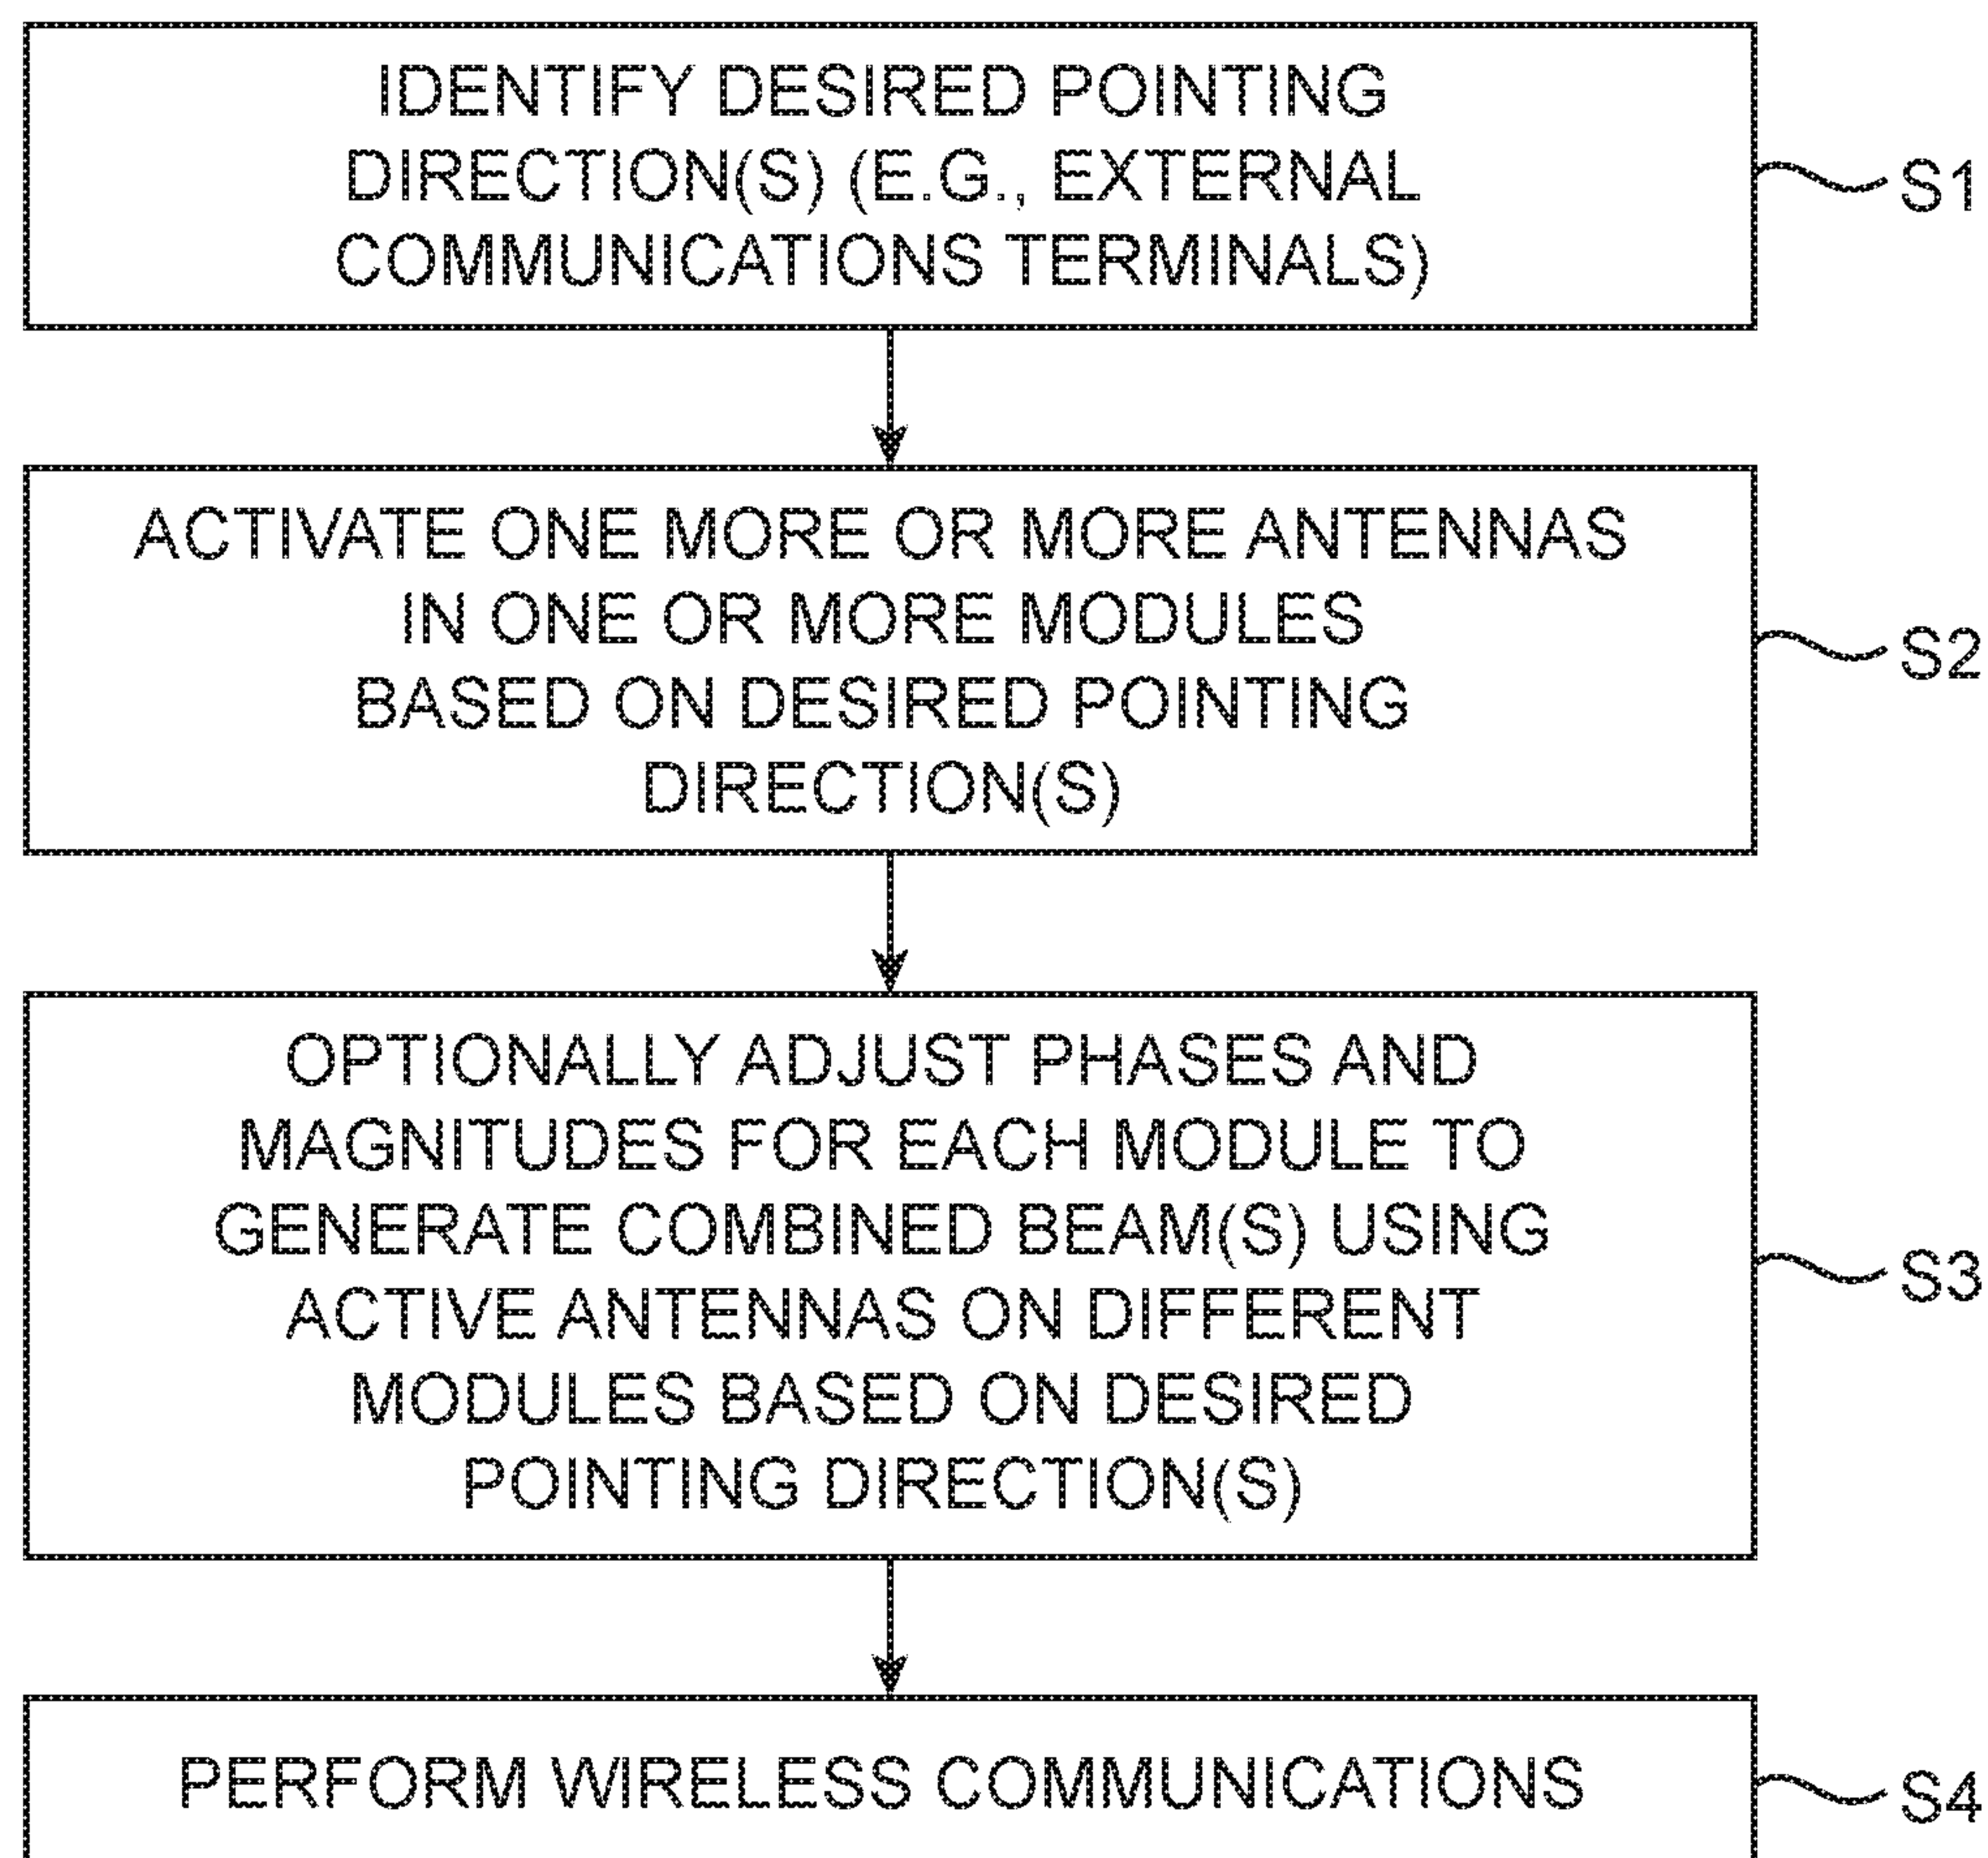 IDENTIFY DESIRED POINTING
DIRECTION(S) (E.G., EXTERNAL
COMMUNICATIONS TERMINALS)
S1
ACTIVATE ONE MORE OR MORE ANTENNAS
IN ONE OR MORE MODULES
BASED ON DESIRED POINTING
DIRECTION(S)
S2
OPTIONALLY ADJUST PHASES AND
MAGNITUDES FOR EACH MODULE TO
GENERATE COMBINED BEAM(S) USING
ACTIVE ANTENNAS ON DIFFERENT
MODULES BASED ON DESIRED
POINTING DIRECTION(S)
S3
PERFORM WIRELESS COMMUNICATIONS
S4